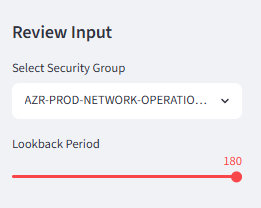 Review Input
Select Security Group
AZR-PROD-NETWORK-OPERATIO...
Lookback Period
180